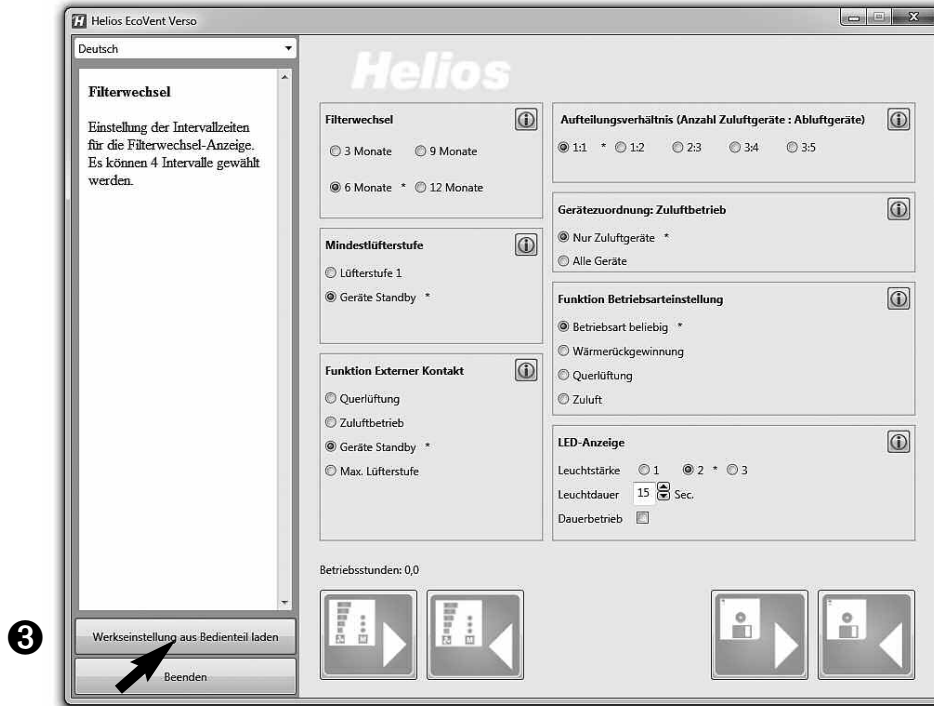 Helios EcoVent Verso
Deutsch
Filterwechsel
Einstellung der Intervallzeiten
für die Filterwechsel-Anzeige.
Es können 4 Intervalle gewählt
werden.
❸
Werkseinstellung aus Bedienteil laden
Beenden
Helios
Filterwechsel
3 Monate 9 Monate
6 Monate * 12 Monate
Mindestlüfterstufe
Lüfterstufe 1
Geräte Standby *
Funktion Externer Kontakt
Querlüftung
Zuluftbetrieb
Geräte Standby *
Max. Lüfterstufe
Aufteilungsverhältnis (Anzahl Zuluftgeräte : Abluftgeräte)
1:1 * 1:2 2:3 3:4 3:5
Gerätezuordnung: Zuluftbetrieb
Nur Zuluftgeräte *
Alle Geräte
Funktion Betriebsarteinstellung
Betriebsart beliebig *
Wärmerückgewinnung
Querlüftung
Zuluft
LED-Anzeige
Leuchtstärke 1 2 * 3
Leuchtdauer 15 Sec.
Dauerbetrieb
Betriebsstunden: 0,0
M M